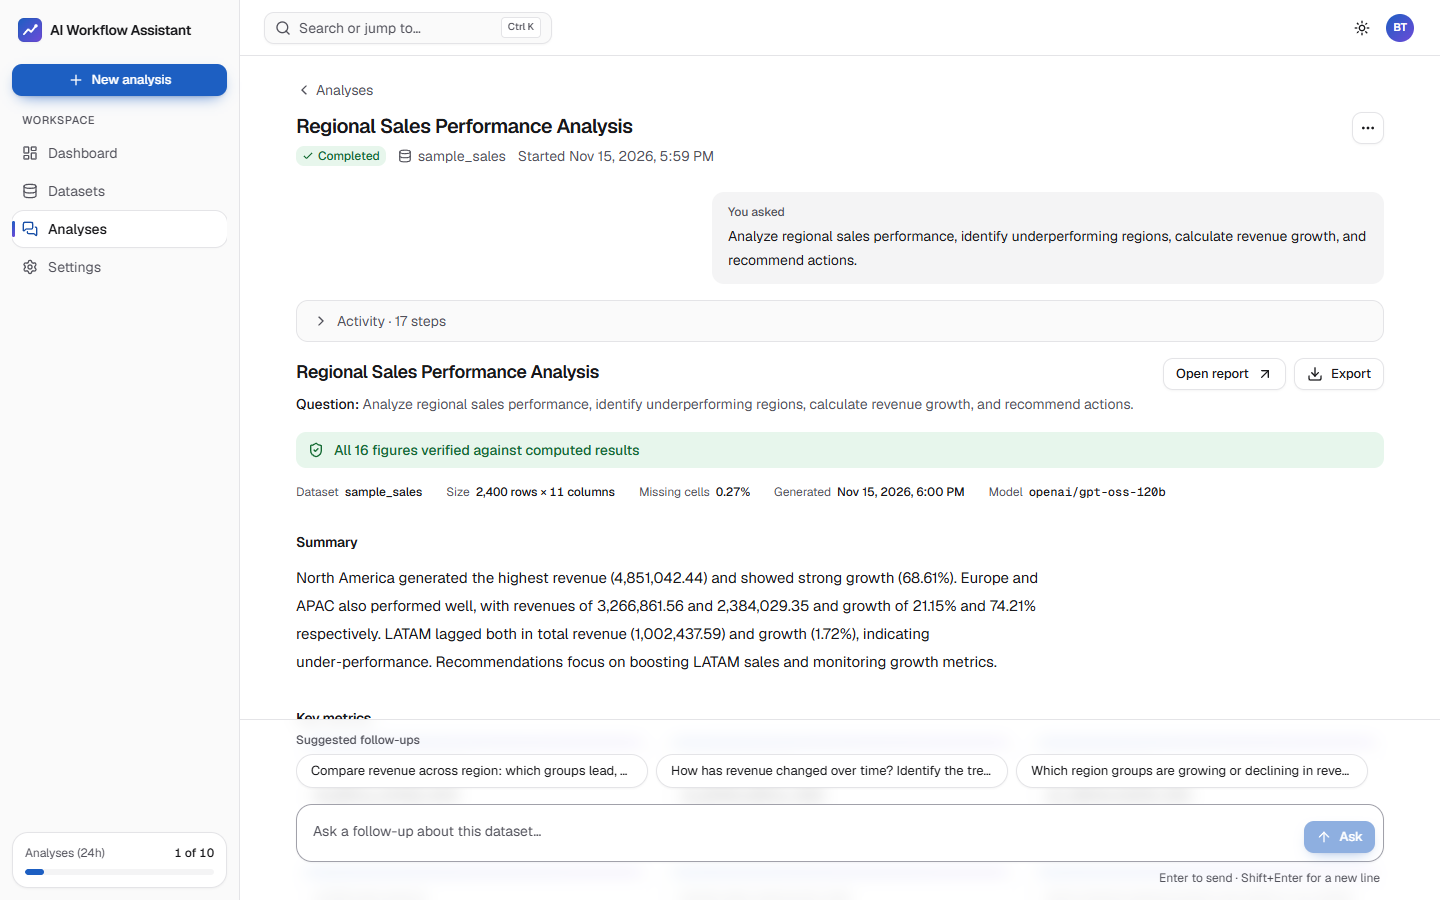 AI Workflow Assistant
New analysis
WORKSPACE
Dashboard
Datasets
Analyses
Settings
Analyses (24h) 1 of 10
Search or jump to… Ctrl K
BT
Analyses
Regional Sales Performance Analysis
Completed sample_sales Started Nov 15, 2026, 5:59 PM
You asked
Analyze regional sales performance, identify underperforming regions, calculate revenue growth, and
recommend actions.
Activity · 17 steps
Regional Sales Performance Analysis
Open report Export
Question: Analyze regional sales performance, identify underperforming regions, calculate revenue growth, and recommend actions.
All 16 figures verified against computed results
Dataset sample_sales Size 2,400 rows × 11 columns Missing cells 0.27% Generated Nov 15, 2026, 6:00 PM Model openai/gpt-oss-120b
Summary
North America generated the highest revenue (4,851,042.44) and showed strong growth (68.61%). Europe and
APAC also performed well, with revenues of 3,266,861.56 and 2,384,029.35 and growth of 21.15% and 74.21%
respectively. LATAM lagged both in total revenue (1,002,437.59) and growth (1.72%), indicating
under-performance. Recommendations focus on boosting LATAM sales and monitoring growth metrics.
Key metrics
Suggested follow-ups
Compare revenue across region: which groups lead, …
How has revenue changed over time? Identify the tre…
Which region groups are growing or declining in reve…
Ask a follow-up about this dataset…
Ask
Enter to send · Shift+Enter for a new line